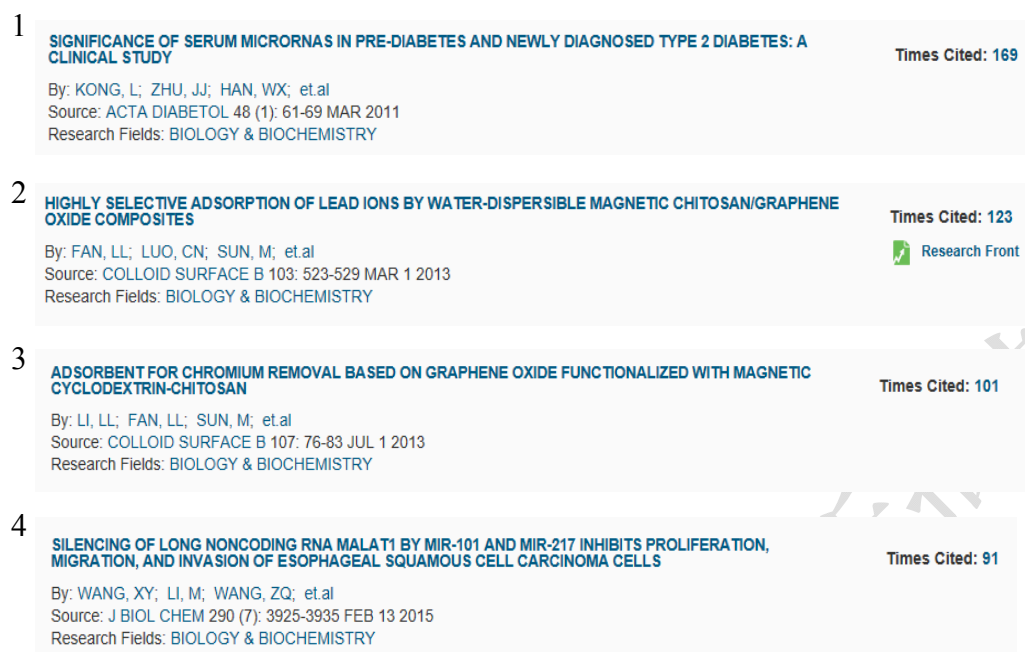 1
SIGNIFICANCE OF SERUM MICRORNAS IN PRE-DIABETES AND NEWLY DIAGNOSED TYPE 2 DIABETES: A
CLINICAL STUDY
Times Cited: 169
By: KONG, L; ZHU, JJ; HAN, WX; et.al
Source: ACTA DIABETOL 48 (1): 61-69 MAR 2011
Research Fields: BIOLOGY & BIOCHEMISTRY
2
HIGHLY SELECTIVE ADSORPTION OF LEAD IONS BY WATER-DISPERSIBLE MAGNETIC CHITOSAN/GRAPHENE
OXIDE COMPOSITES
Times Cited: 123
Research Front
By: FAN, LL; LUO, CN; SUN, M; et.al
Source: COLLOID SURFACE B 103: 523-529 MAR 1 2013
Research Fields: BIOLOGY & BIOCHEMISTRY
3
ADSORBENT FOR CHROMIUM REMOVAL BASED ON GRAPHENE OXIDE FUNCTIONALIZED WITH MAGNETIC
CYCLODEXTRIN-CHITOSAN
Times Cited: 101
By: LI, LL; FAN, LL; SUN, M; et.al
Source: COLLOID SURFACE B 107: 76-83 JUL 1 2013
Research Fields: BIOLOGY & BIOCHEMISTRY
4
SILENCING OF LONG NONCODING RNA MALAT1 BY MIR-101 AND MIR-217 INHIBITS PROLIFERATION,
MIGRATION, AND INVASION OF ESOPHAGEAL SQUAMOUS CELL CARCINOMA CELLS
Times Cited: 91
By: WANG, XY; LI, M; WANG, ZQ; et.al
Source: J BIOL CHEM 290 (7): 3925-3935 FEB 13 2015
Research Fields: BIOLOGY & BIOCHEMISTRY